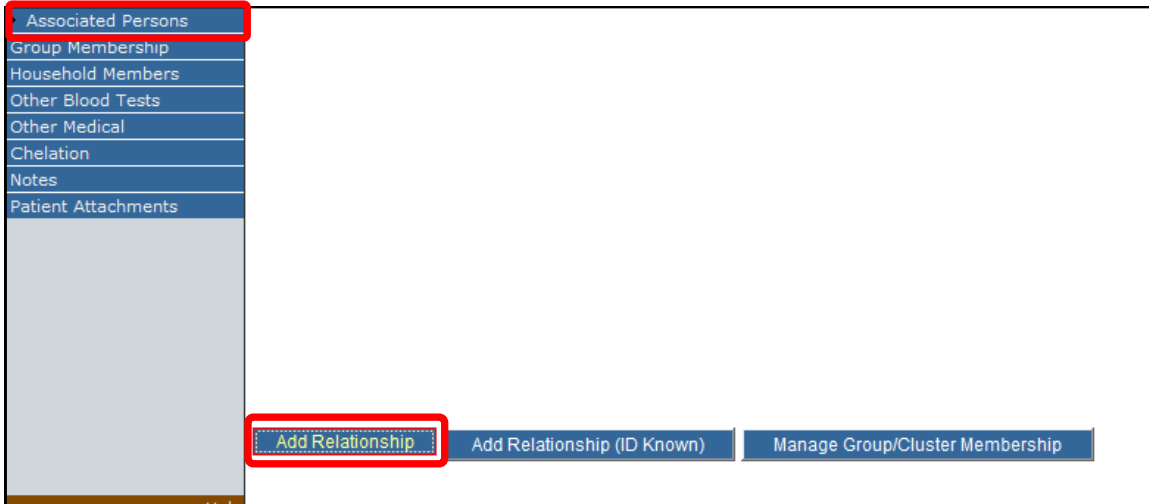 Associated Persons
Group Membership
Household Members
Other Blood Tests
Other Medical
Chelation
Notes
Patient Attachments
Add Relationship
Add Relationship (ID Known)
Manage Group/Cluster Membership